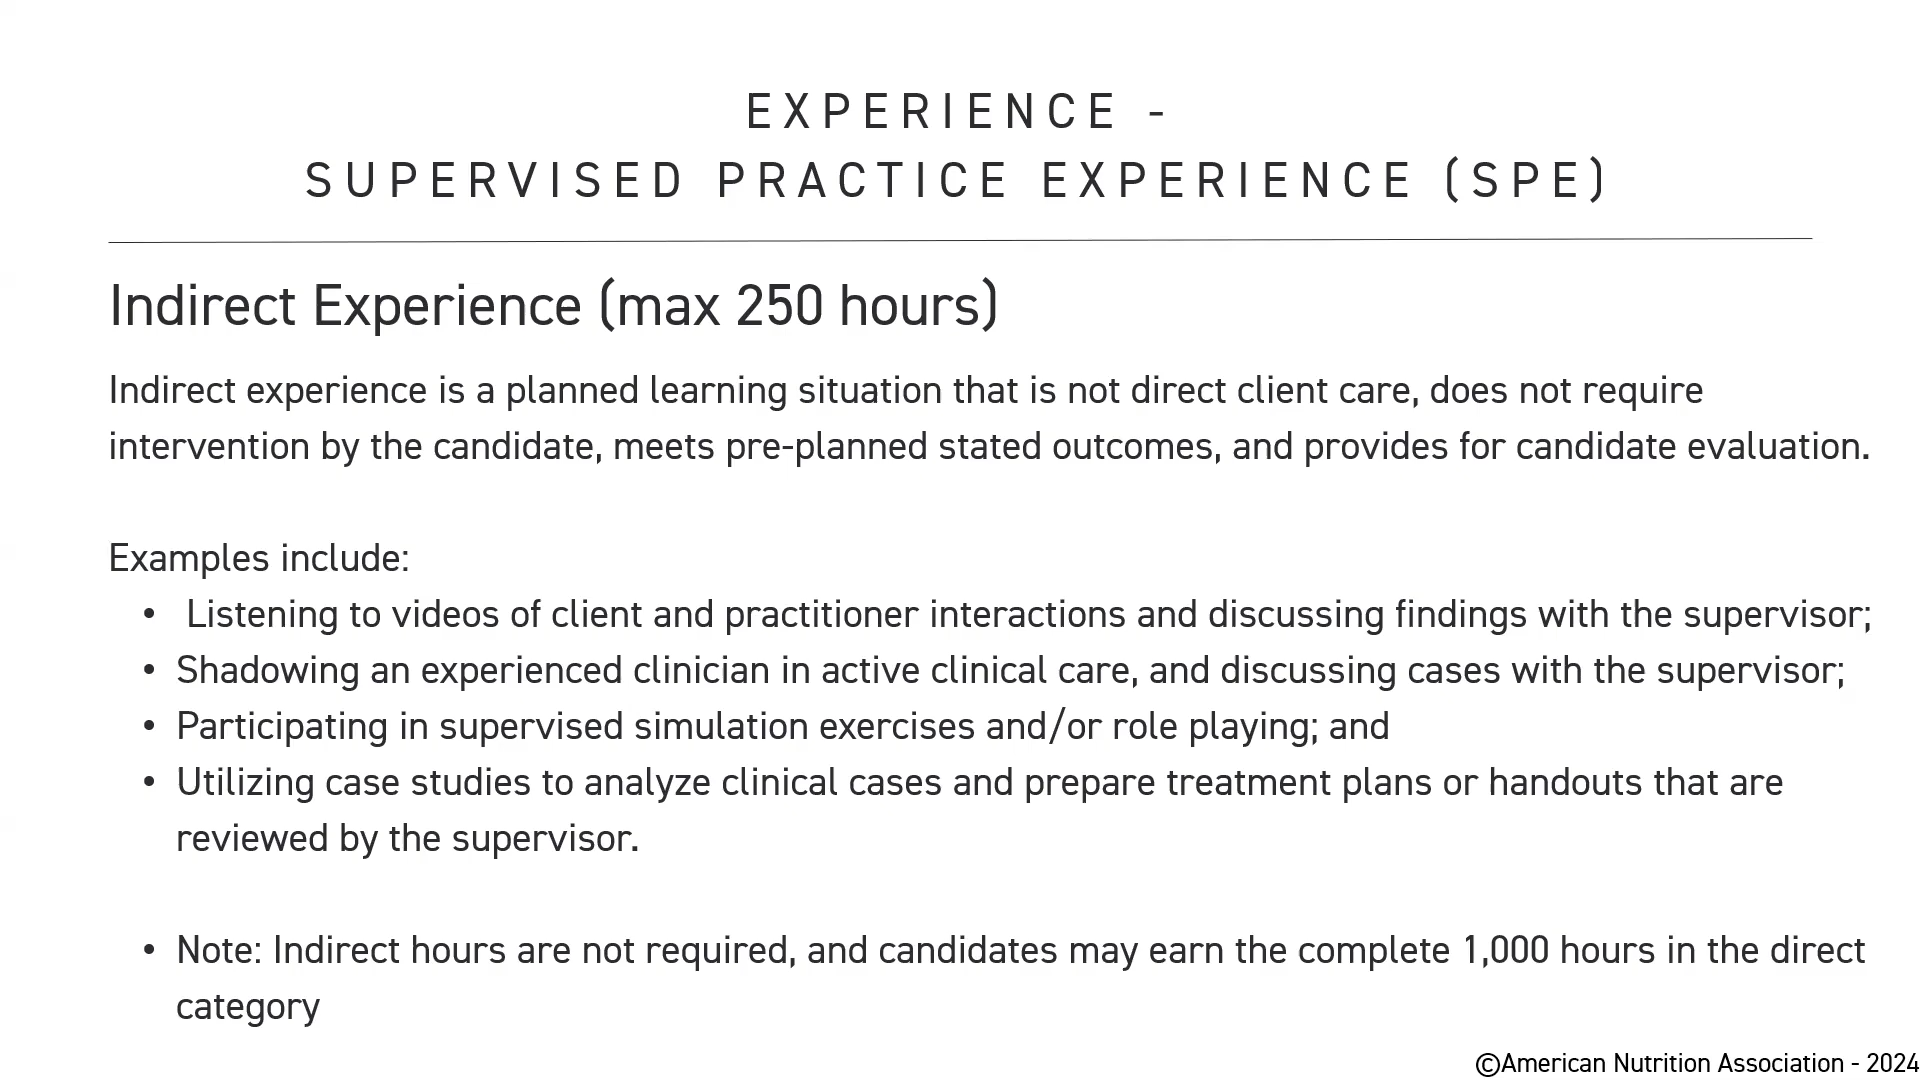 EXPERIENCE -
SUPERVISED PRACTICE EXPERIENCE (SPE)
Indirect Experience (max 250 hours)
Indirect experience is a planned learning situation that is not direct client care, does not require
intervention by the candidate, meets pre-planned stated outcomes, and provides for candidate evaluation.
Examples include:
• Listening to videos of client and practitioner interactions and discussing findings with the supervisor;
• Shadowing an experienced clinician in active clinical care, and discussing cases with the supervisor;
• Participating in supervised simulation exercises and/or role playing; and
• Utilizing case studies to analyze clinical cases and prepare treatment plans or handouts that are
reviewed by the supervisor.
• Note: Indirect hours are not required, and candidates may earn the complete 1,000 hours in the direct
category
©American Nutrition Association - 2024